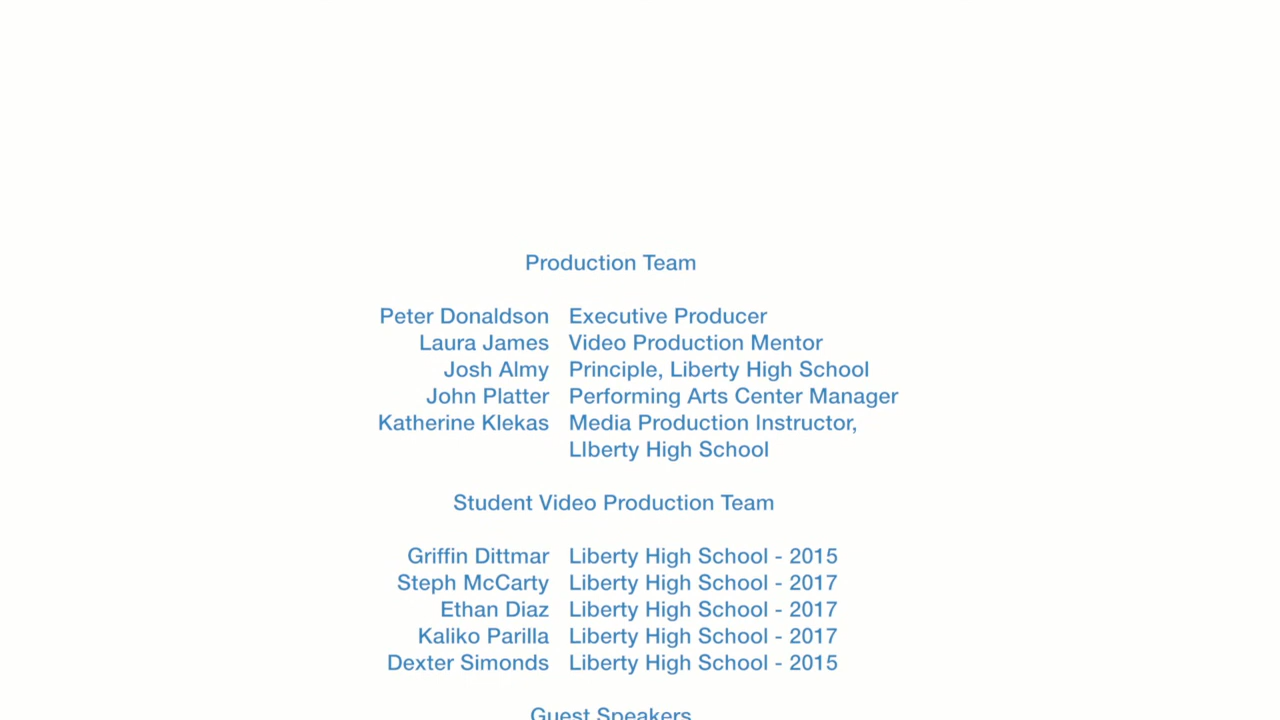 Production Team
Peter Donaldson Executive Producer
Laura James Video Production Mentor
Josh Almy Principle, Liberty High School
John Platter Performing Arts Center Manager
Katherine Klekas Media Production Instructor,
LIberty High School
Student Video Production Team
Griffin Dittmar Liberty High School - 2015
Steph McCarty Liberty High School - 2017
Ethan Diaz Liberty High School - 2017
Kaliko Parilla Liberty High School - 2017
Dexter Simonds Liberty High School - 2015
Guest Speakers